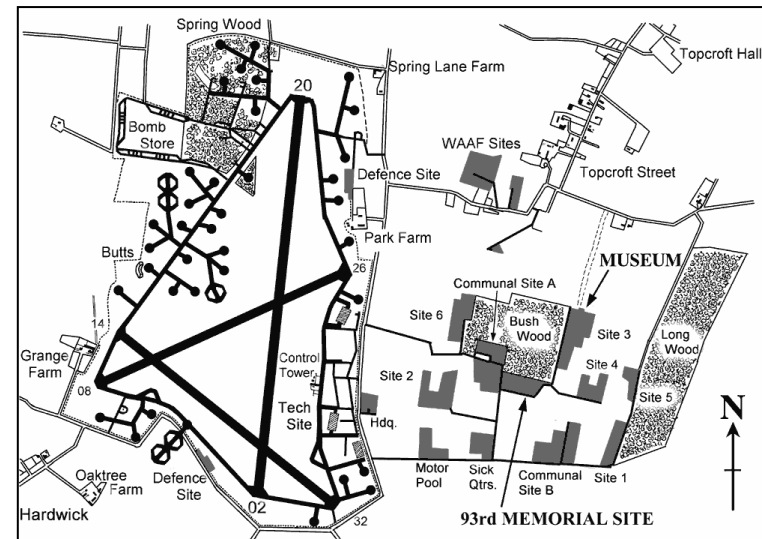 Spring Wood
Topcroft Hall
Spring Lane Farm
20
Bomb
Store
WAAF Sites
Defence Site
Topcroft Street
Park Farm
Butts
26
MUSEUM
Communal Site A
14
Site 6
Bush
Wood
Site 3
Long
Wood
Grange
Farm
Control
Tower
Site 2
Site 4
08
Tech
Site
Site 5
Hdq.
N
Oaktree
Farm
Defence
Site
Motor
Pool
Sick
Qtrs.
Communal
Site B
Site 1
Hardwick
02
32
93rd MEMORIAL SITE